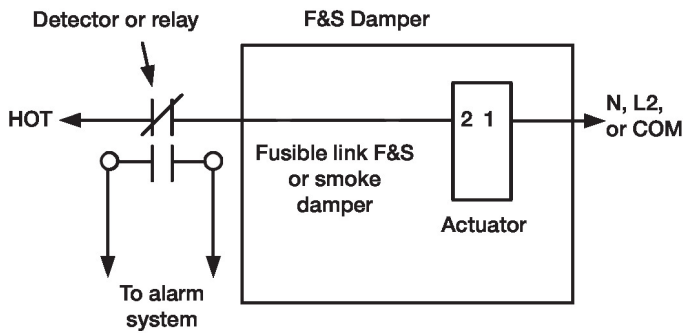 Detector or relay
F&S Damper
HOT
2 1
N, L2,
or COM
Fusible link F&S
or smoke
damper
Actuator
To alarm
system